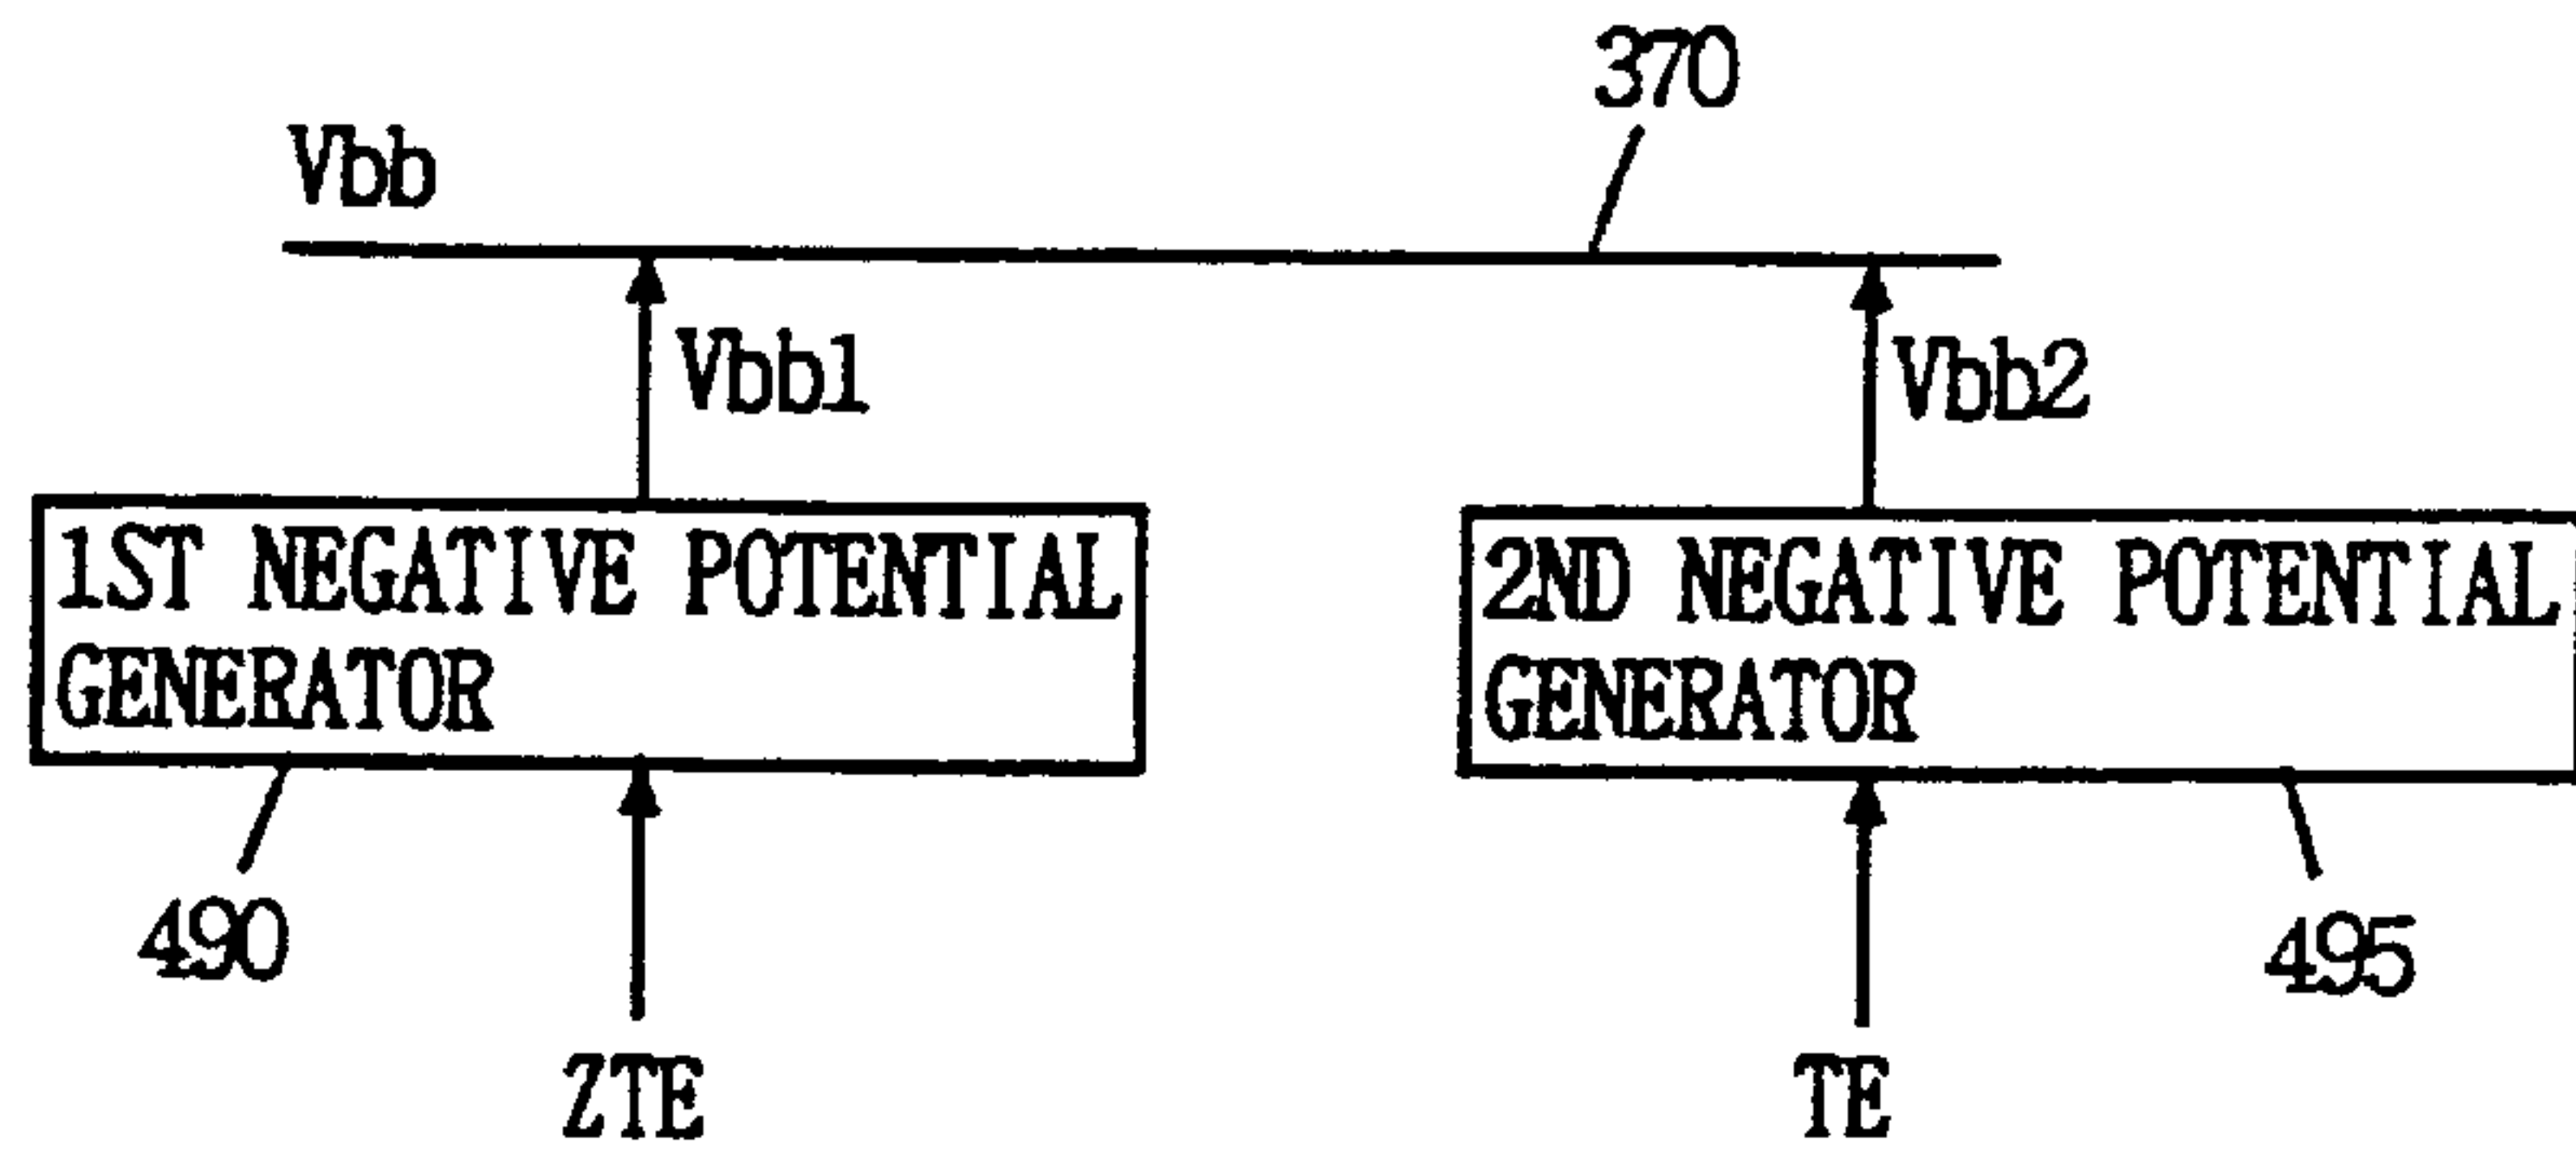 370
Vbb
Vbb1
Vbb2
1ST NEGATIVE POTENTIAL
GENERATOR
2ND NEGATIVE POTENTIAL
GENERATOR
490
495
ZTE
TE